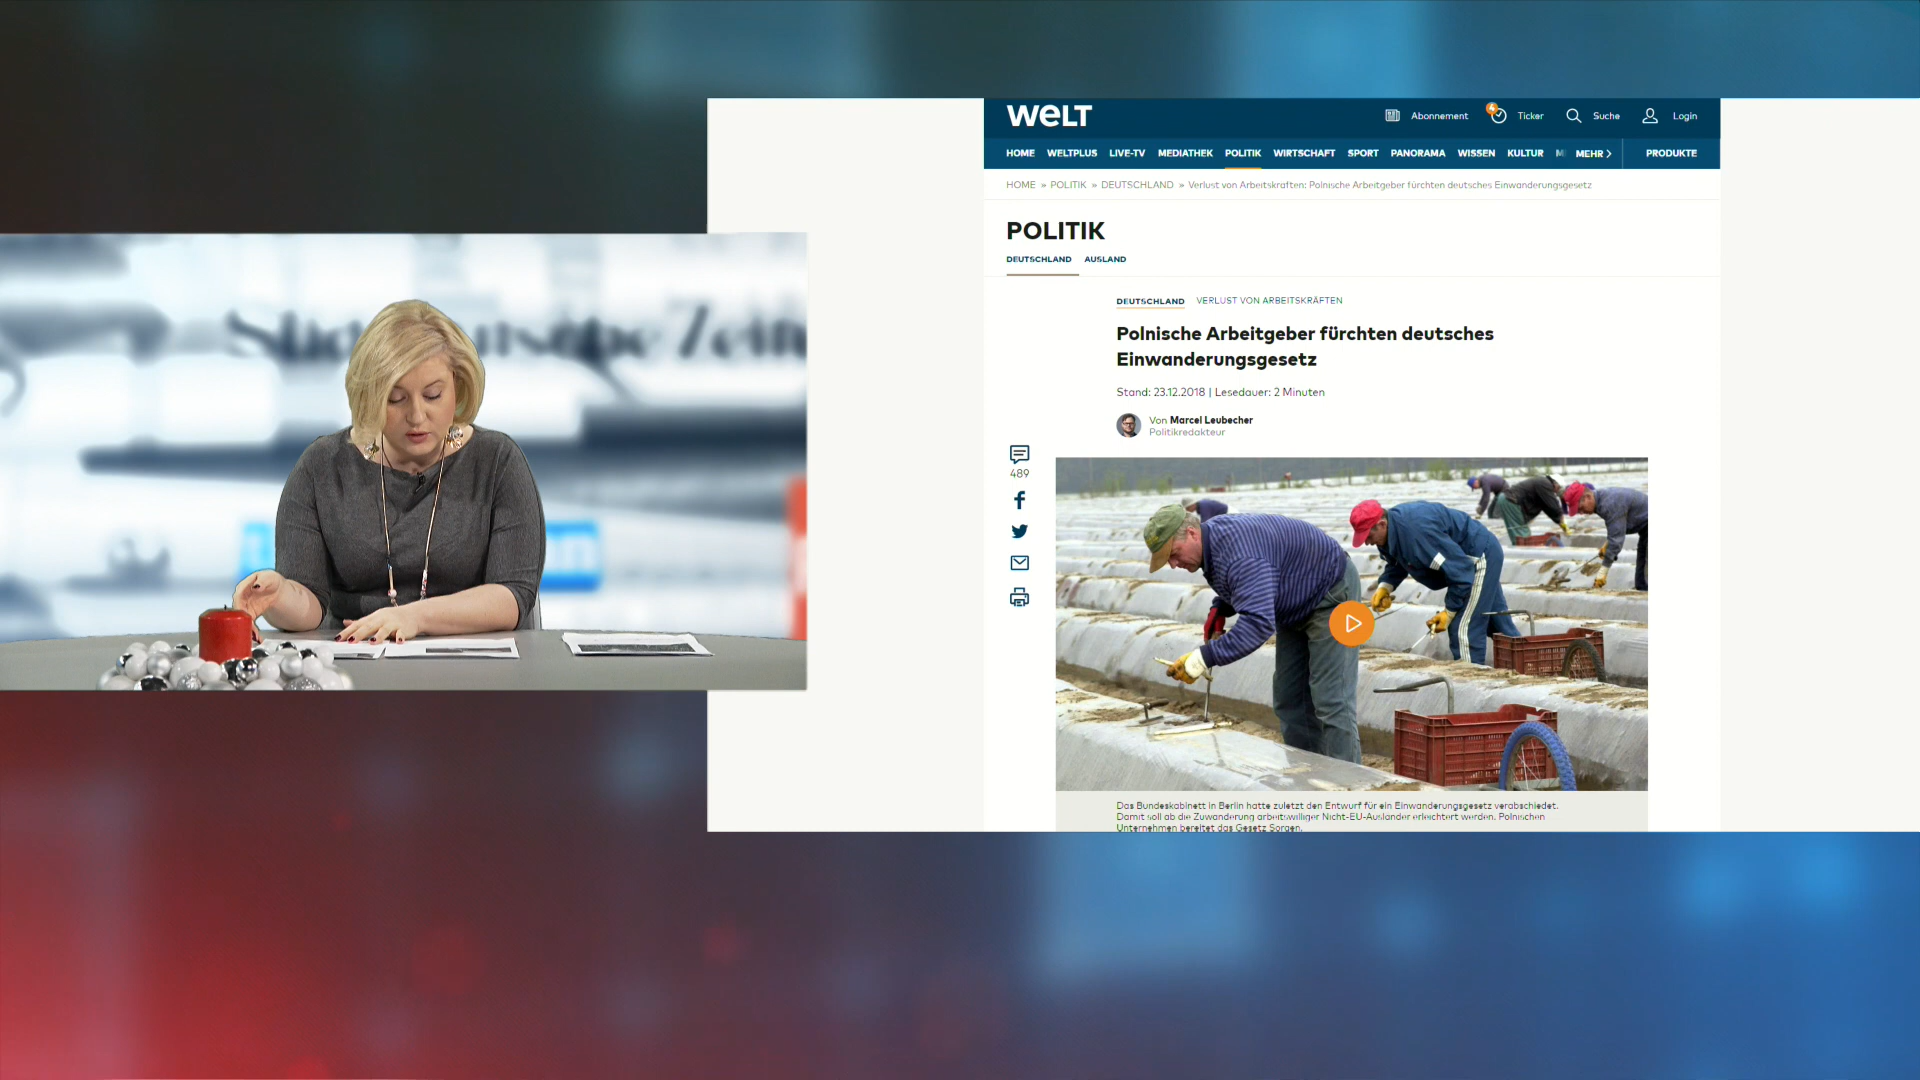 WELT
Abonnement
4
Ticker
Suche
Login
HOME WELTPLUS LIVE-TV MEDIATHEK POLITIK WIRTSCHAFT SPORT PANORAMA WISSEN KULTUR MEHR PRODUKTE
HOME » POLITIK » DEUTSCHLAND » Verlust von Arbeitskräften: Polnische Arbeitgeber fürchten deutsches Einwanderungsgesetz
POLITIK
DEUTSCHLAND AUSLAND
DEUTSCHLAND VERLUST VON ARBEITSKRÄFTEN
Polnische Arbeitgeber fürchten deutsches
Einwanderungsgesetz
Stand: 23.12.2018 | Lesedauer: 2 Minuten
Von Marcel Leubecher
Politikredakteur
489
Das Bundeskabinett in Berlin hatte zuletzt den Entwurf für ein Einwanderungsgesetz verabschiedet.
Damit soll ab die Zuwanderung arbeitswilliger Nicht-EU-Ausländer erleichtert werden. Polnischen
Unternehmen bereitet das Gesetz Sorgen.